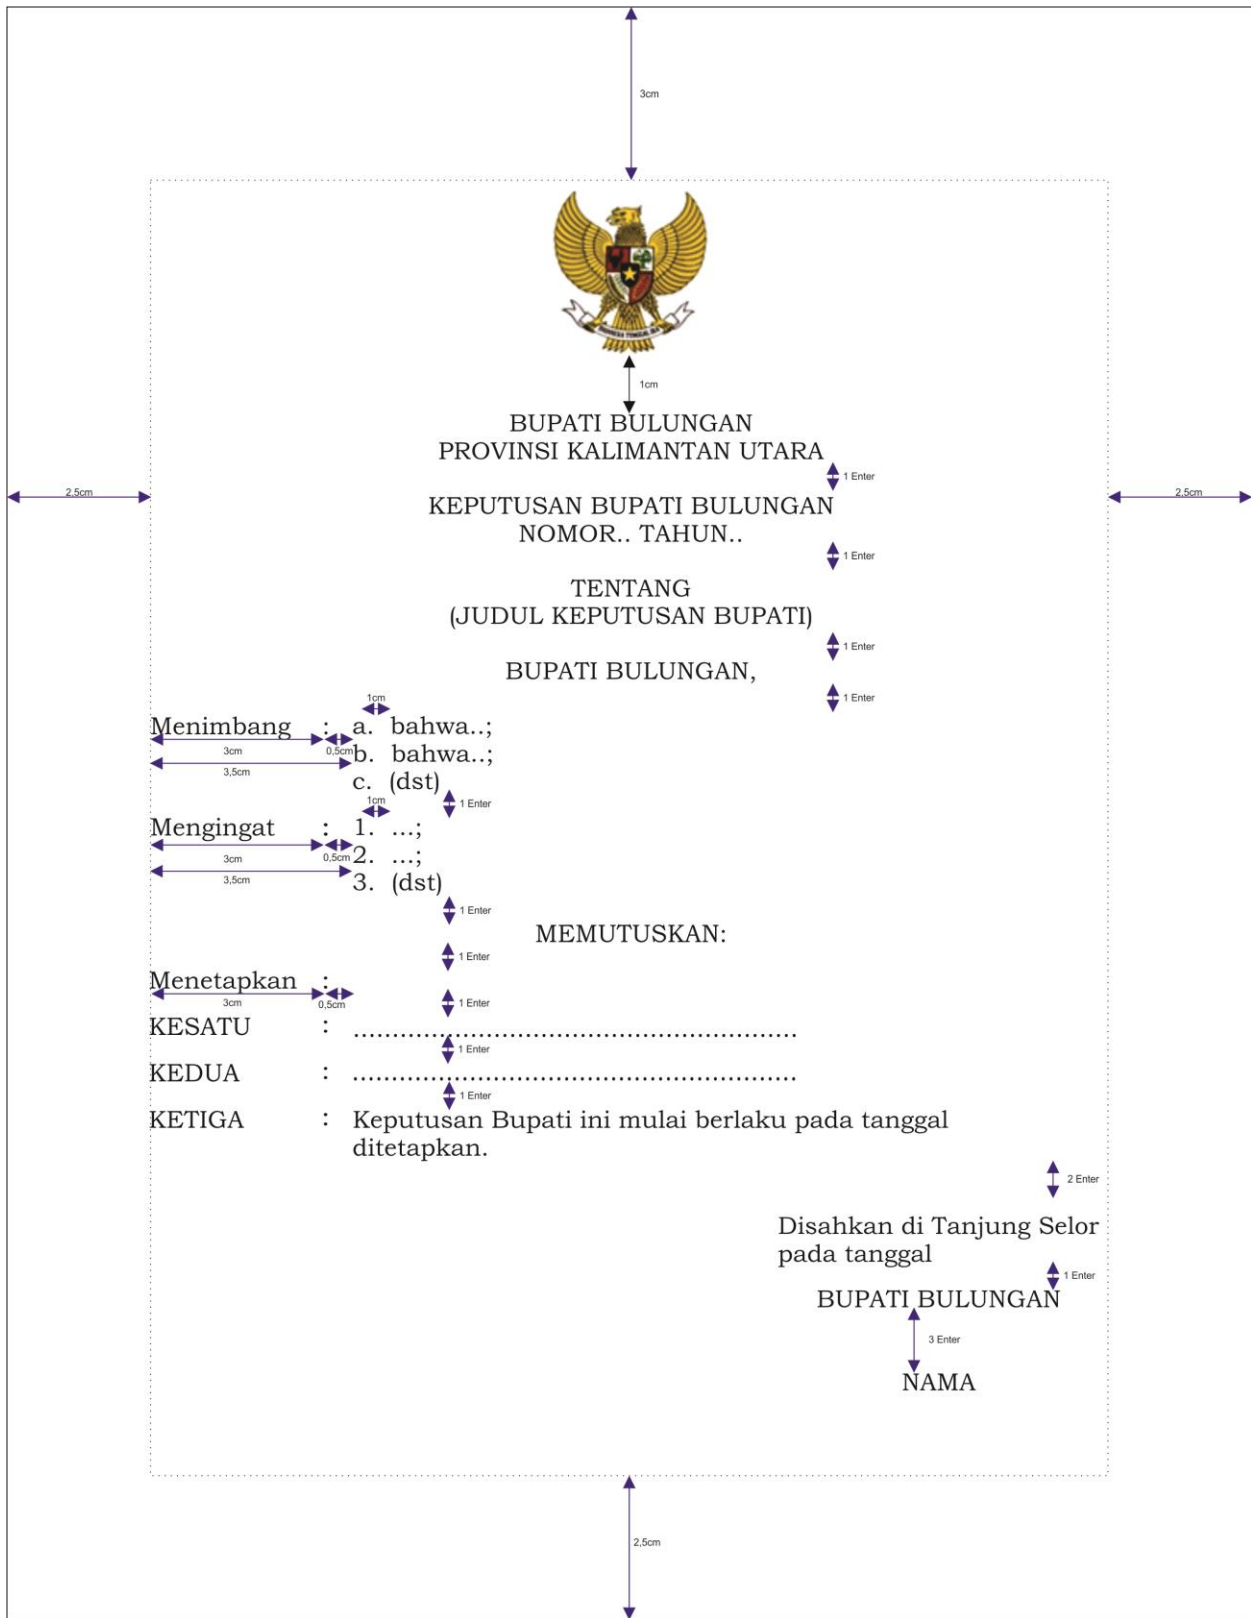 3cm
1cm
BUPATI BULUNGAN
PROVINSI KALIMANTAN UTARA
1 Enter
2,5cm
2.5cm
KEPUTUSAN BUPATI BULUNGAN
NOMOR.. TAHUN..
1 Enter
TENTANG
(JUDUL KEPUTUSAN BUPATI)
1 Enter
BUPATI BULUNGAN,
1 Enter
1cm
Menimbang : a. bahwa..;
3cm 0,5cm b. bahwa..;
3,5cm
c. (dst)
1cm 1 Enter
Mengingat : 1. ...;
3cm 0,5cm 2. ...;
3,5cm 3. (dst)
1 Enter
MEMUTUSKAN:
1 Enter
Menetapkan :
3cm 0,5cm 1 Enter
KESATU : .........................................................
1 Enter
KEDUA : .........................................................
1 Enter
KETIGA : Keputusan Bupati ini mulai berlaku pada tanggal
ditetapkan.
2 Enter
Disahkan di Tanjung Selor
pada tanggal
1 Enter
BUPATI BULUNGAN
3 Enter
NAMA
2,5cm